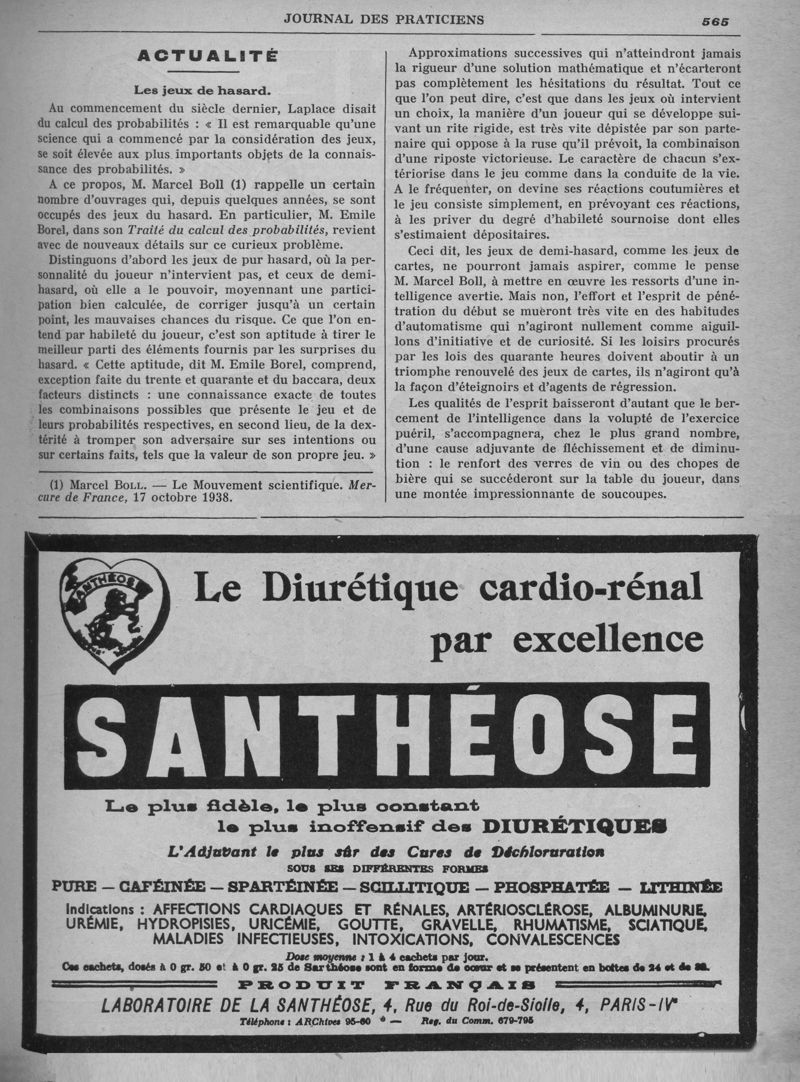 JOURNAL DES PRATICIENS
565
ACTUALITÉ
Les jeux de hasard.
Au commencement du siècle dernier, Laplace disait
du calcul des probabilités : « Il est remarquable qu'une
science qui a commencé par la considération des jeux,
se soit élevée aux plus importants objets de la connais-
sance des probabilités. »
A ce propos, M. Marcel Boll (1) rappelle un certain
nombre d'ouvrages qui, depuis quelques années, se sont
occupés des jeux du hasard. En particulier, M. Emile
Borel, dans son Traité du calcul des probabilités, revient
avec de nouveaux détails sur ce curieux problème.
Distinguons d'abord les jeux de pur hasard, où la per-
sonnalité du joueur n'intervient pas, et ceux de demi-
hasard, où elle a le pouvoir, moyennant une partici-
pation bien calculée, de corriger jusqu'à un certain
point, les mauvaises chances du risque. Ce que l'on en-
tend par habileté du joueur, c'est son aptitude à tirer le
meilleur parti des éléments fournis par les surprises du
hasard. « Cette aptitude, dit M. Emile Borel, comprend,
exception faite du trente et quarante et du baccara, deux
facteurs distincts : une connaissance exacte de toutes
les combinaisons possibles que présente le jeu et de
leurs probabilités respectives, en second lieu, de la dex-
térité à tromper son adversaire sur ses intentions ou
sur certains faits, tels que la valeur de son propre jeu. »
(1) Marcel BOLL. — Le Mouvement scientifique. Mer-
cure de France, 17 octobre 1938.
Approximations successives qui n'atteindront jamais
la rigueur d'une solution mathématique et n'écarteront
pas complètement les hésitations du résultat. Tout ce
que l'on peut dire, c'est que dans les jeux où intervient
un choix, la manière d'un joueur qui se développe sui-
vant un rite rigide, est très vite dépistée par son parte-
naire qui oppose à la ruse qu'il prévoit, la combinaison
d'une riposte victorieuse. Le caractère de chacun s'ex-
tériorise dans le jeu comme dans la conduite de la vie.
A le fréquenter, on devine ses réactions coutumières et
le jeu consiste simplement, en prévoyant ces réactions,
à les priver du degré d'habileté sournoise dont elles
s'estimaient dépositaires.
Ceci dit, les jeux de demi-hasard, comme les jeux de
cartes, ne pourront jamais aspirer, comme le pense
M. Marcel Boll, à mettre en œuvre les ressorts d'une in-
telligence avertie. Mais non, l'effort et l'esprit de péné-
tration du début se mueront très vite en des habitudes
d'automatisme qui n'agiront nullement comme aiguil-
lons d'initiative et de curiosité. Si les loisirs procurés
par les lois des quarante heures doivent aboutir à un
triomphe renouvelé des jeux de cartes, ils n'agiront qu'à
la façon d'éteignoirs et d'agents de régression.
Les qualités de l'esprit baisseront d'autant que le ber-
cement de l'intelligence dans la volupté de l'exercice
puéril, s'accompagnera, chez le plus grand nombre,
d'une cause adjuvante de fléchissement et de diminu-
tion : le renfort des verres de vin ou des chopes de
bière qui se succéderont sur la table du joueur, dans
une montée impressionnante de soucoupes.
SANTHÉOSE
Le Diurétique cardio-rénal
par excellence
SANTHÉOSE
Le plus fidèle, le plus constant
le plus inoffensif des DIURÉTIQUES
L'Adjuvant le plus sûr des Cures de Déchloruration
SOUS SES DIFFÉRENTES FORMES
PURE — CAFÉINÉE — SPARTÉINÉE — SCILLITIQUE — PHOSPHATÉE — LITHINÉE
Indications : AFFECTIONS CARDIAQUES ET RÉNALES, ARTÉRIOSCLÉROSE, ALBUMINURIE,
URÉMIE, HYDROPISIES, URICÉMIE, GOUTTE, GRAVELLE, RHUMATISME, SCIATIQUE,
MALADIES INFECTIEUSES, INTOXICATIONS, CONVALESCENCES
Dose moyenne : 1 à 4 cachets par jour.
Ces cachets, dosés à 0 gr. 50 et à 0 gr. 25 de Santhéose sont en forme de cœur et se présentent en boîtes de 24 et de
PRODUIT FRANÇAIS
LABORATOIRE DE LA SANTHÉOSE, 4, Rue du Roi-de-Sicile, 4, PARIS-IVᵉ
Téléphone : ARChives 95-60 — Reg. du Comm. 679-795